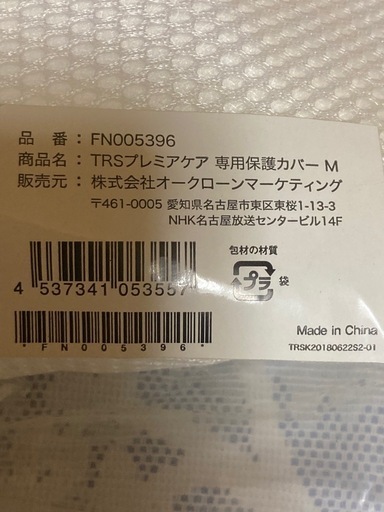 品　番：FN005396
商品名：TRSプレミアケア 専用保護カバー M
販売元：株式会社オークローンマーケティング
〒461-0005 愛知県名古屋市東区東桜1-13-3
NHK名古屋放送センタービル14F
包材の材質
プラ 袋
4 537341 053557
*FN005396*
Made in China
TRSK20180622S2-01